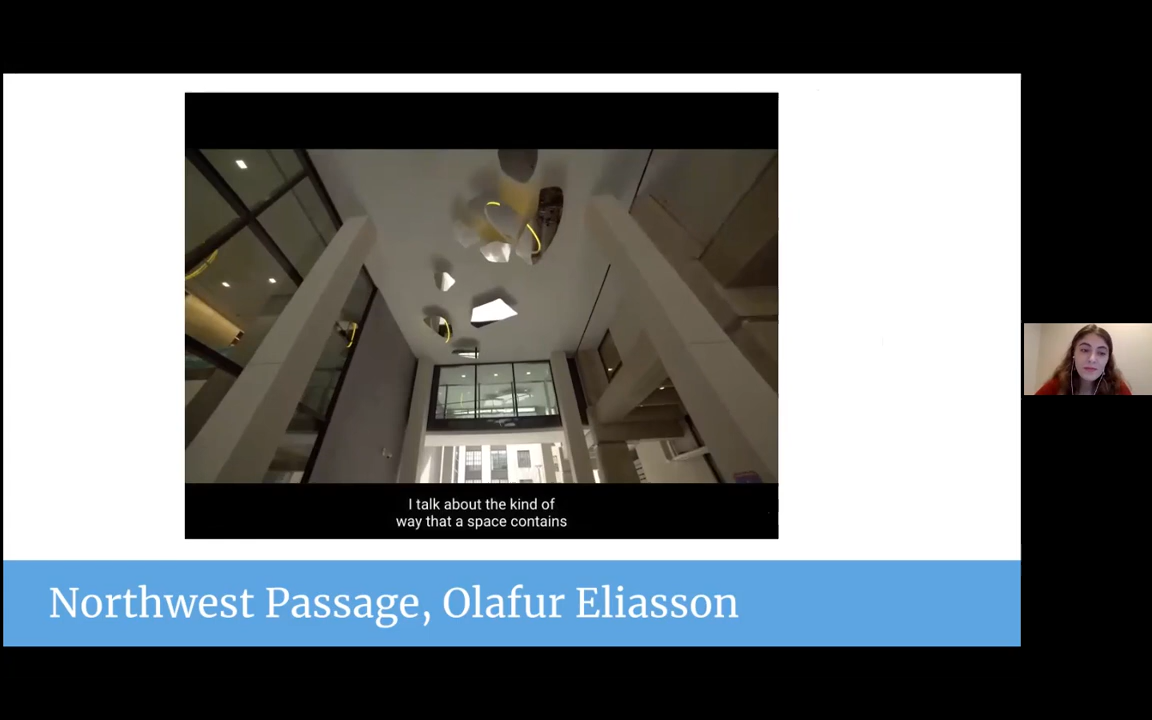 I talk about the kind of
way that a space contains
Northwest Passage, Olafur Eliasson